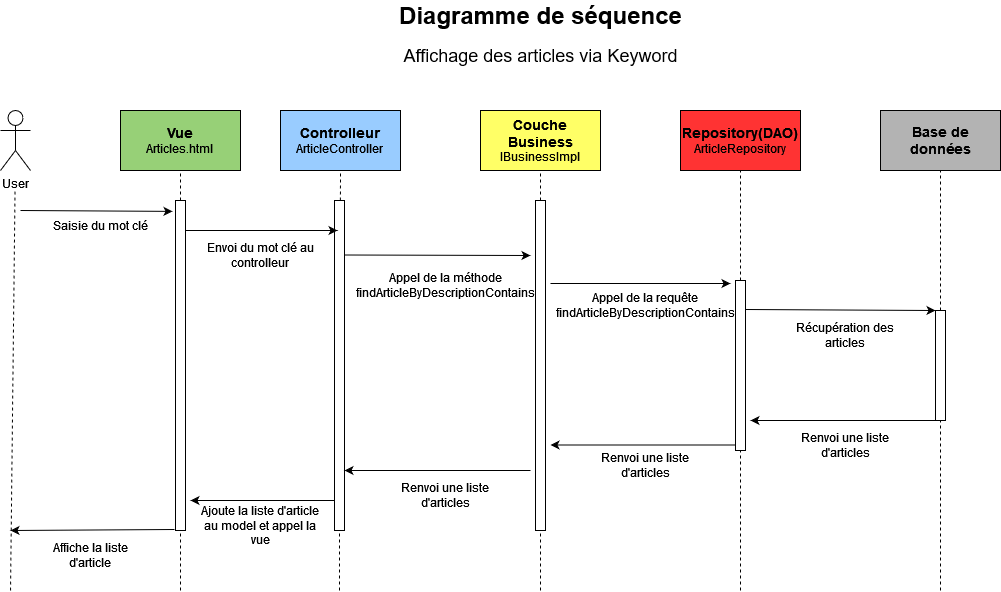 Diagramme de séquence
Affichage des articles via Keyword
User
Vue
Articles.html
Controlleur
ArticleController
Couche
Business
IBusinessImpl
Repository(DAO)
ArticleRepository
Base de
données
Saisie du mot clé
Envoi du mot clé au
controlleur
Appel de la méthode
findArticleByDescriptionContains
Appel de la requête
findArticleByDescriptionContains
Récupération des
articles
Renvoi une liste
d'articles
Renvoi une liste
d'articles
Renvoi une liste
d'articles
Ajoute la liste d'article
au model et appel la
vue
Affiche la liste
d'article